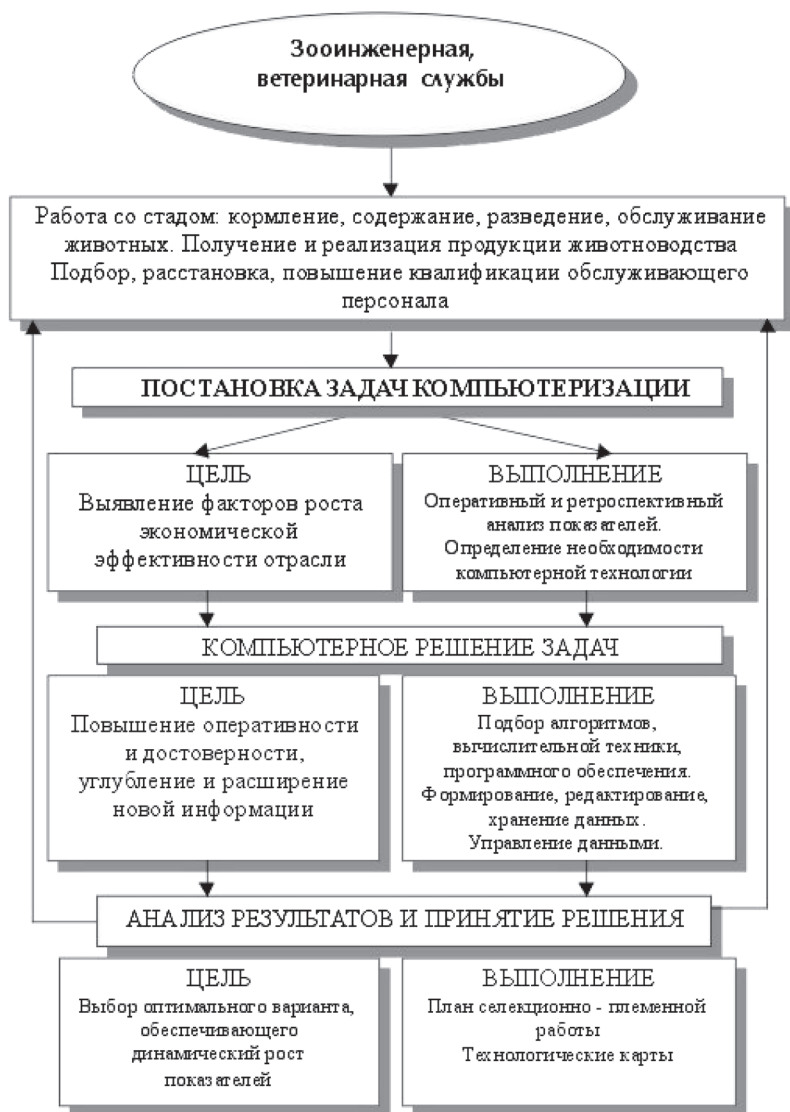 Зооинженерная,
ветеринарная службы
Работа со стадом: кормление, содержание, разведение, обслуживание
животных. Получение и реализация продукции животноводства
Подбор, расстановка, повышение квалификации обслуживающего
персонала
ПОСТАНОВКА ЗАДАЧ КОМПЬЮТЕРИЗАЦИИ
ЦЕЛЬ
Выявление факторов роста
экономической
эффективности отрасли
ВЫПОЛНЕНИЕ
Оперативный и ретроспективный
анализ показателей.
Определение необходимости
компьютерной технологии
КОМПЬЮТЕРНОЕ РЕШЕНИЕ ЗАДАЧ
ЦЕЛЬ
Повышение оперативности
и достоверности,
углубление и расширение
новой информации
ВЫПОЛНЕНИЕ
Подбор алгоритмов,
вычислительной техники,
программного обеспечения.
Формирование, редактирование,
хранение данных.
Управление данными.
АНАЛИЗ РЕЗУЛЬТАТОВ И ПРИНЯТИЕ РЕШЕНИЯ
ЦЕЛЬ
Выбор оптимального варианта,
обеспечивающего
динамический рост
показателей
ВЫПОЛНЕНИЕ
План селекционно - племенной
работы
Технологические карты